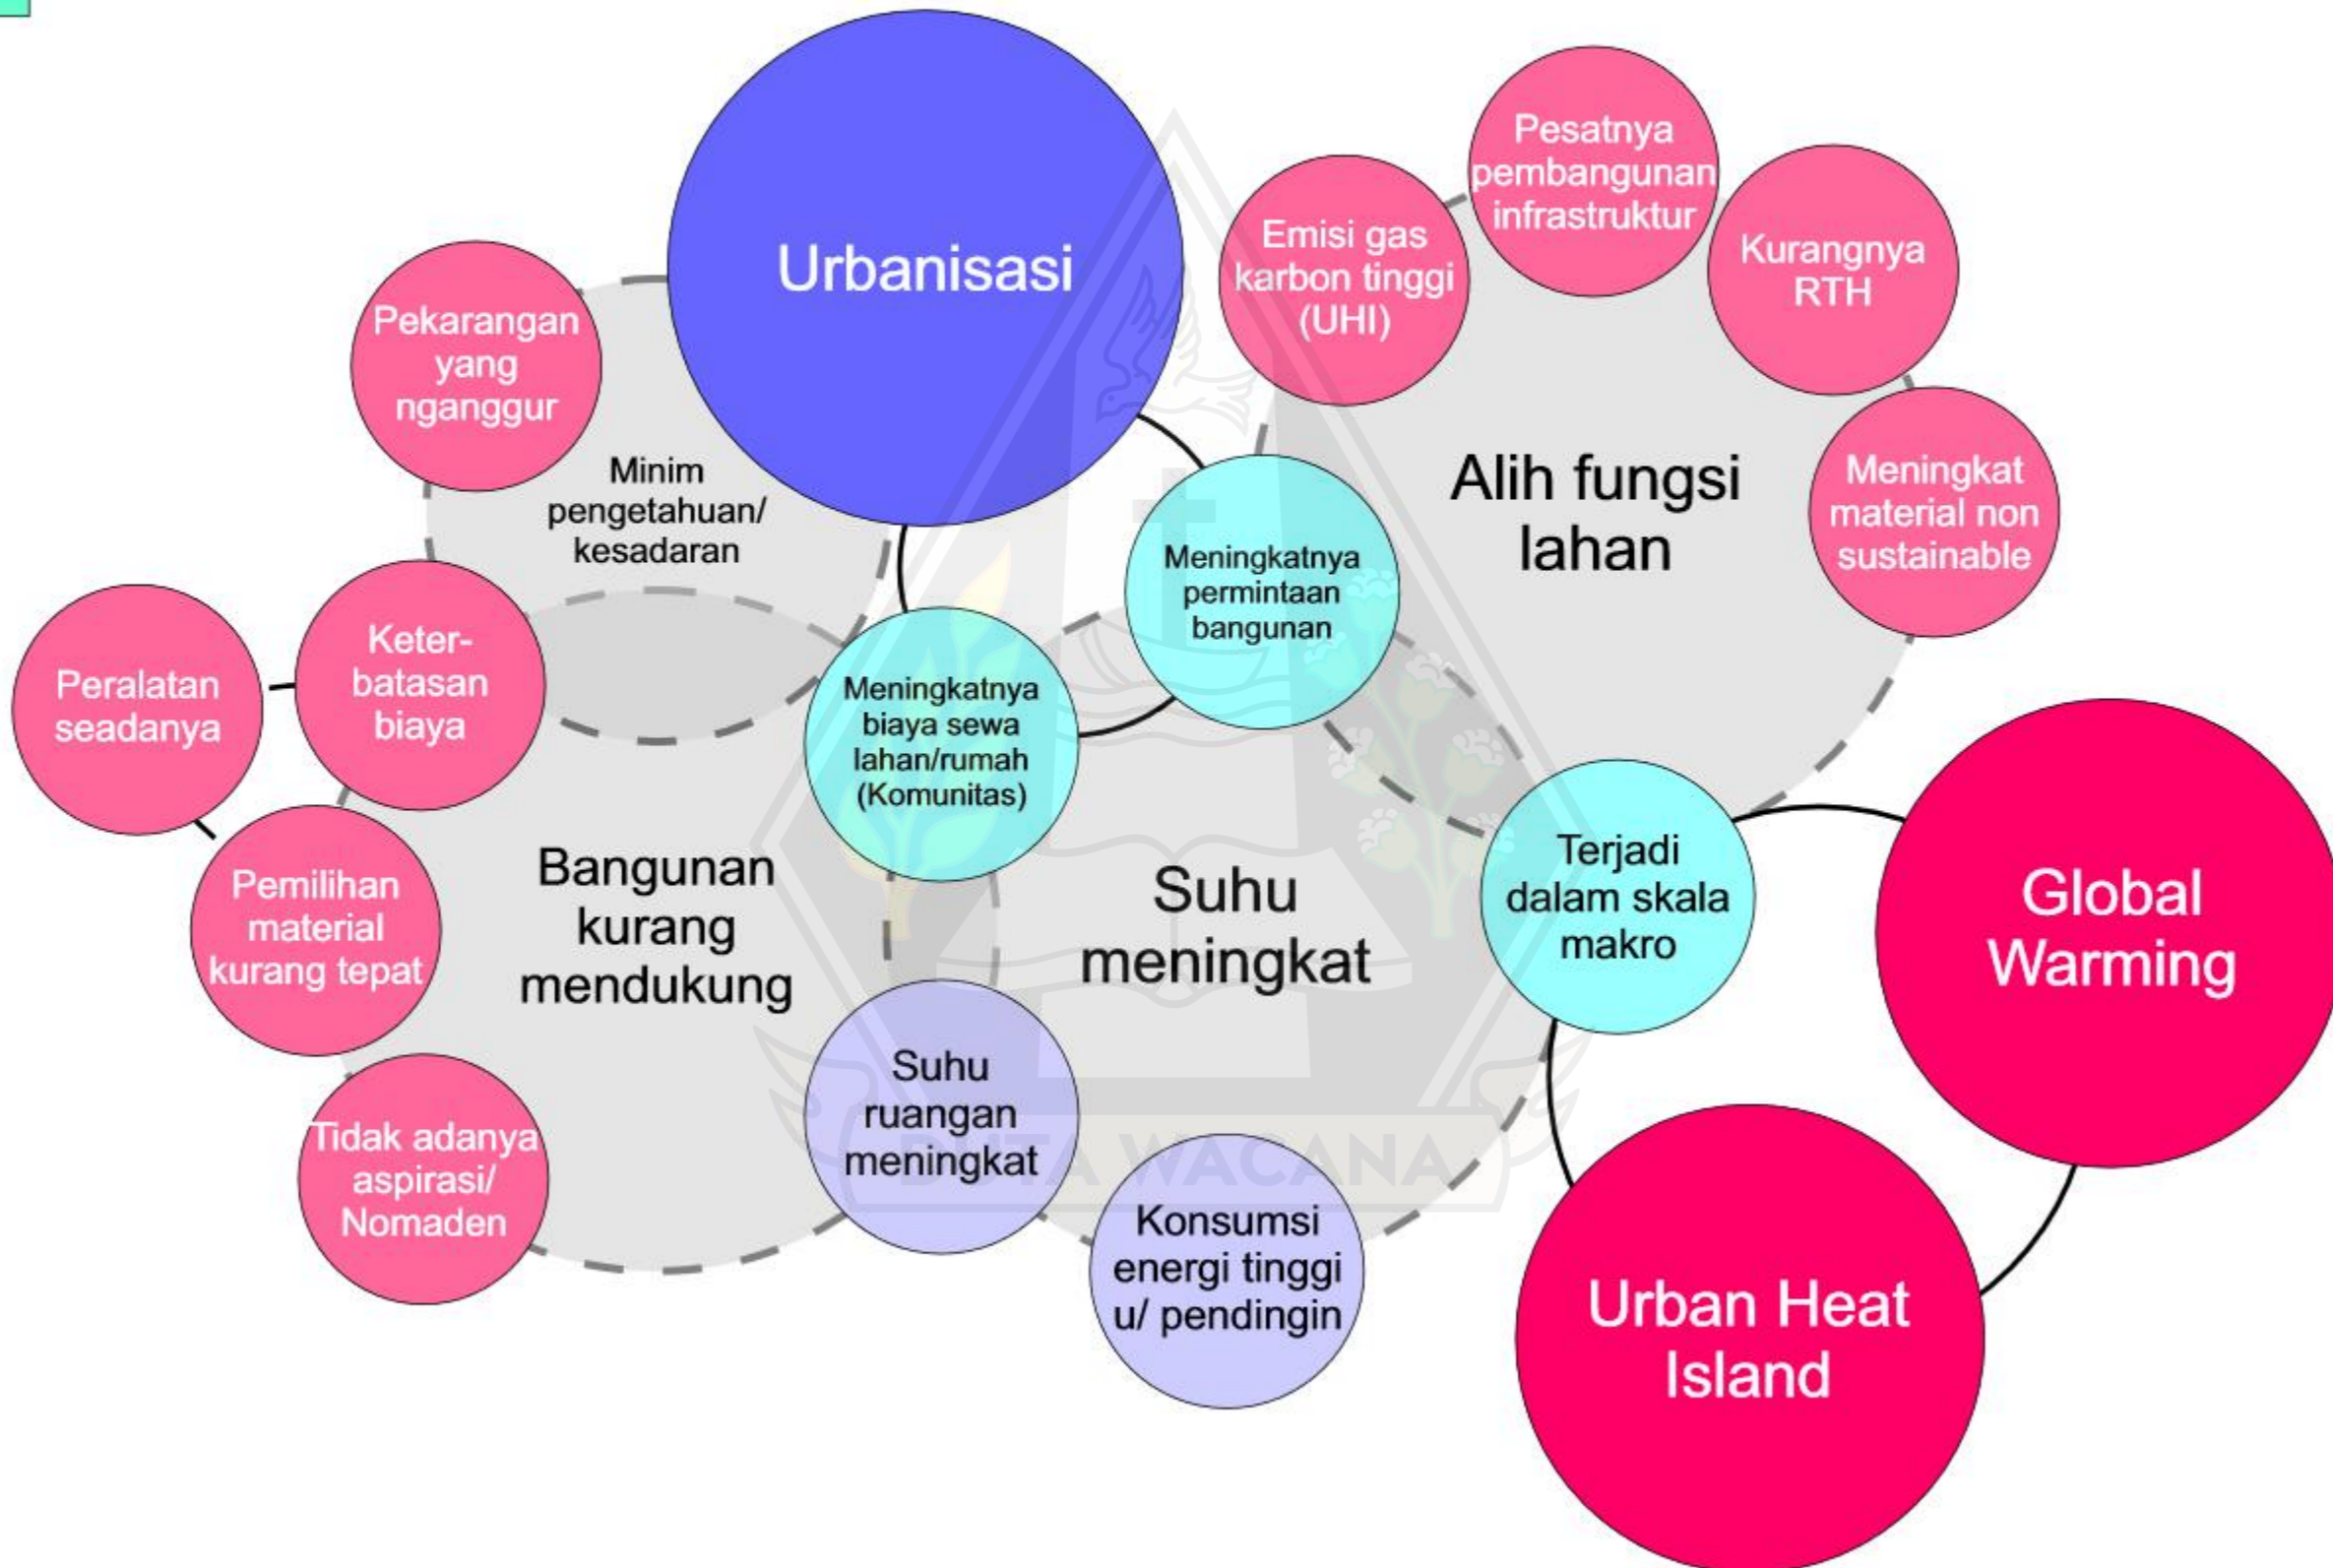 Urbanisasi
Pesatnya
pembangunan
infrastruktur
Emisi gas
karbon tinggi
(UHI)
Kurangnya
RTH
Pekarangan
yang
nganggur
Minim
pengetahuan/
kesadaran
Alih fungsi
lahan
Meningkat
material non
sustainable
Meningkatnya
permintaan
bangunan
Keter-
batasan
biaya
Peralatan
seadanya
Meningkatnya
biaya sewa
lahan/rumah
(Komunitas)
Bangunan
kurang
mendukung
Suhu
meningkat
Terjadi
dalam skala
makro
Global
Warming
Pemilihan
material
kurang tepat
Suhu
ruangan
meningkat
Tidak adanya
aspirasi/
Nomaden
DUTA WACANA
Konsumsi
energi tinggi
u/ pendingin
Urban Heat
Island